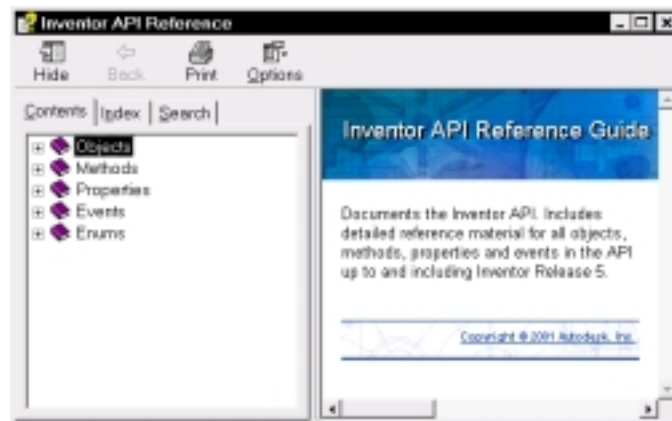 Inventor API Reference
Hide Back Print Options
Contents Index Search
Objects
Methods
Properties
Events
Enums
Inventor API Reference Guide
Documents the Inventor API. Includes
detailed reference material for all objects,
methods, properties and events in the API
up to and including Inventor Release 5.
Copyright © 2001 Autodesk, Inc.